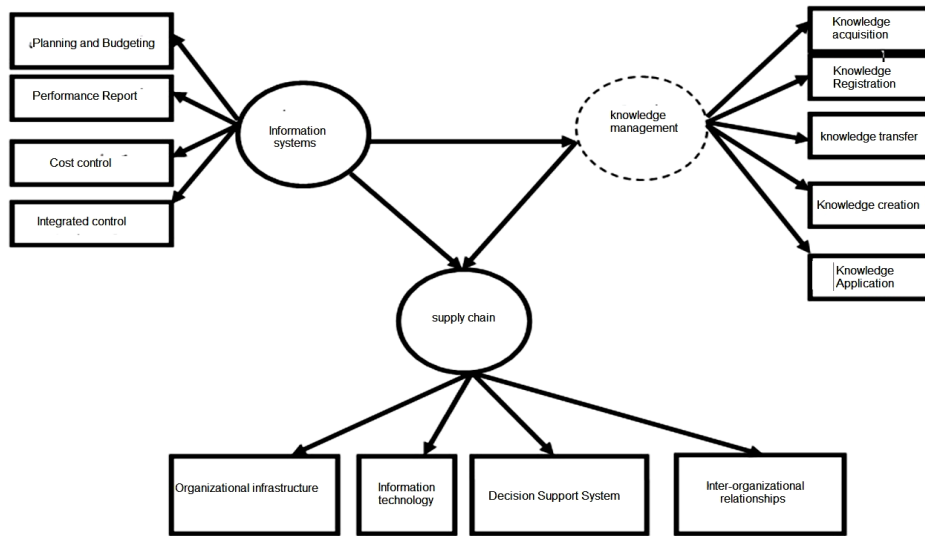 Planning and Budgeting
Performance Report
Cost control
Integrated control
Information
systems
knowledge
management
Knowledge
acquisition
Knowledge
Registration
knowledge transfer
Knowledge creation
Knowledge
Application
supply chain
Organizational infrastructure
Information
technology
Decision Support System
Inter-organizational
relationships